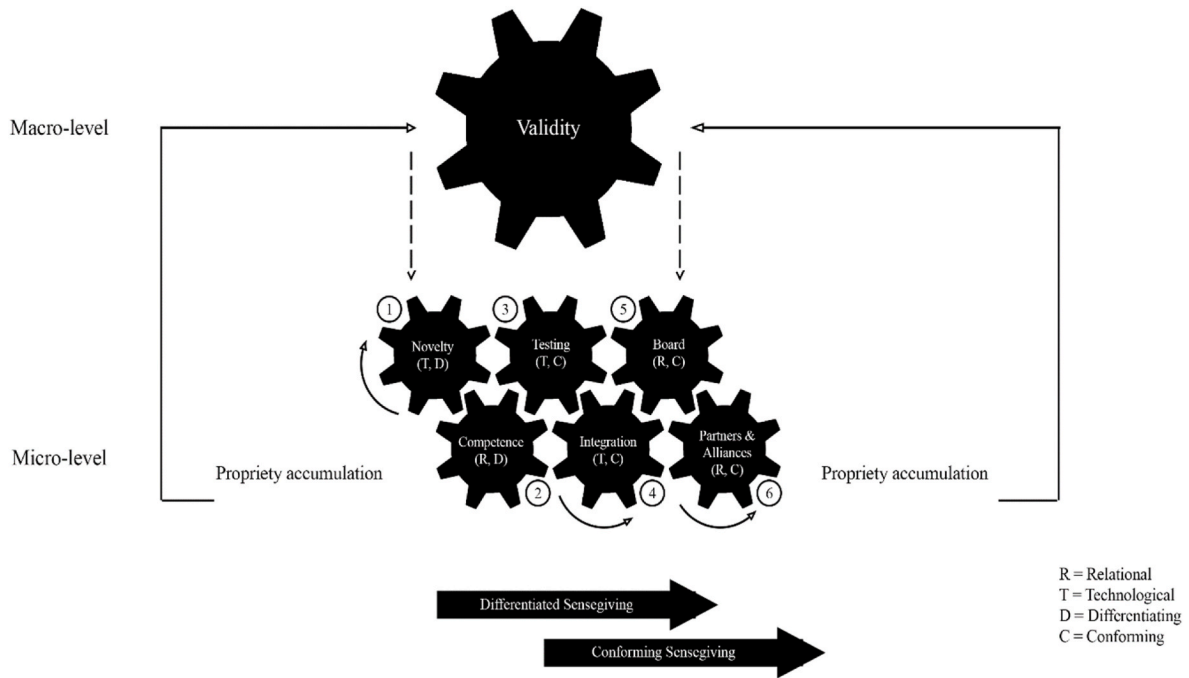 Macro-level
Validity
1
3
5
Novelty
(T, D)
Testing
(T, C)
Board
(R, C)
Micro-level
Propriety accumulation
Competence
(R, D)
Integration
(T, C)
Partners &
Alliances
(R, C)
Propriety accumulation
2
4
6
Differentiated Sensegiving
Conforming Sensegiving
R = Relational
T = Technological
D = Differentiating
C = Conforming